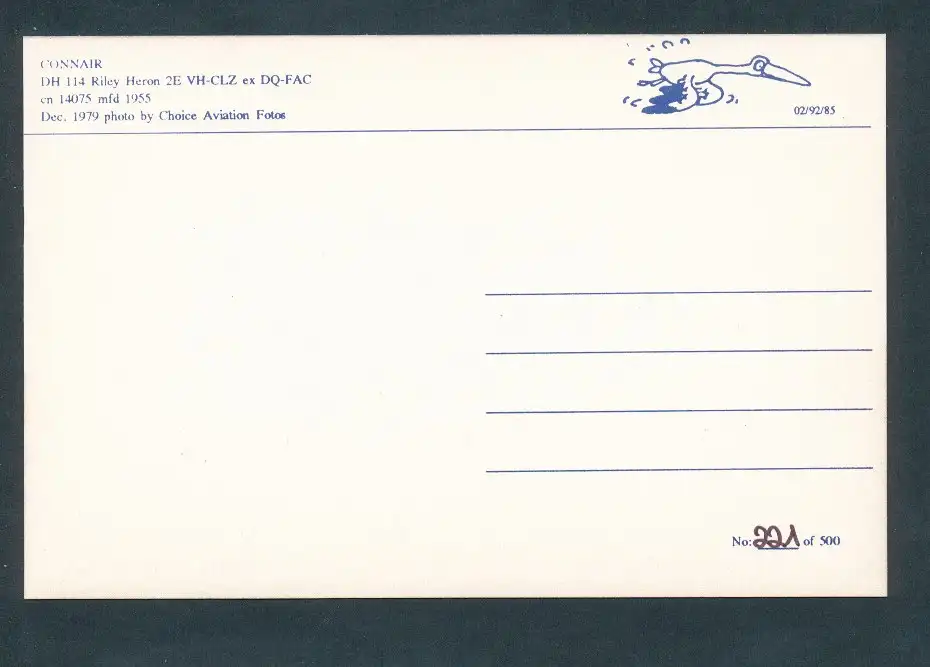 CONNAIR
DH 114 Riley Heron 2E VH-CLZ ex DQ-FAC
cn 14075 mfd 1955
Dec. 1979 photo by Choice Aviation Fotos
02/92/85
No: 221 of 500